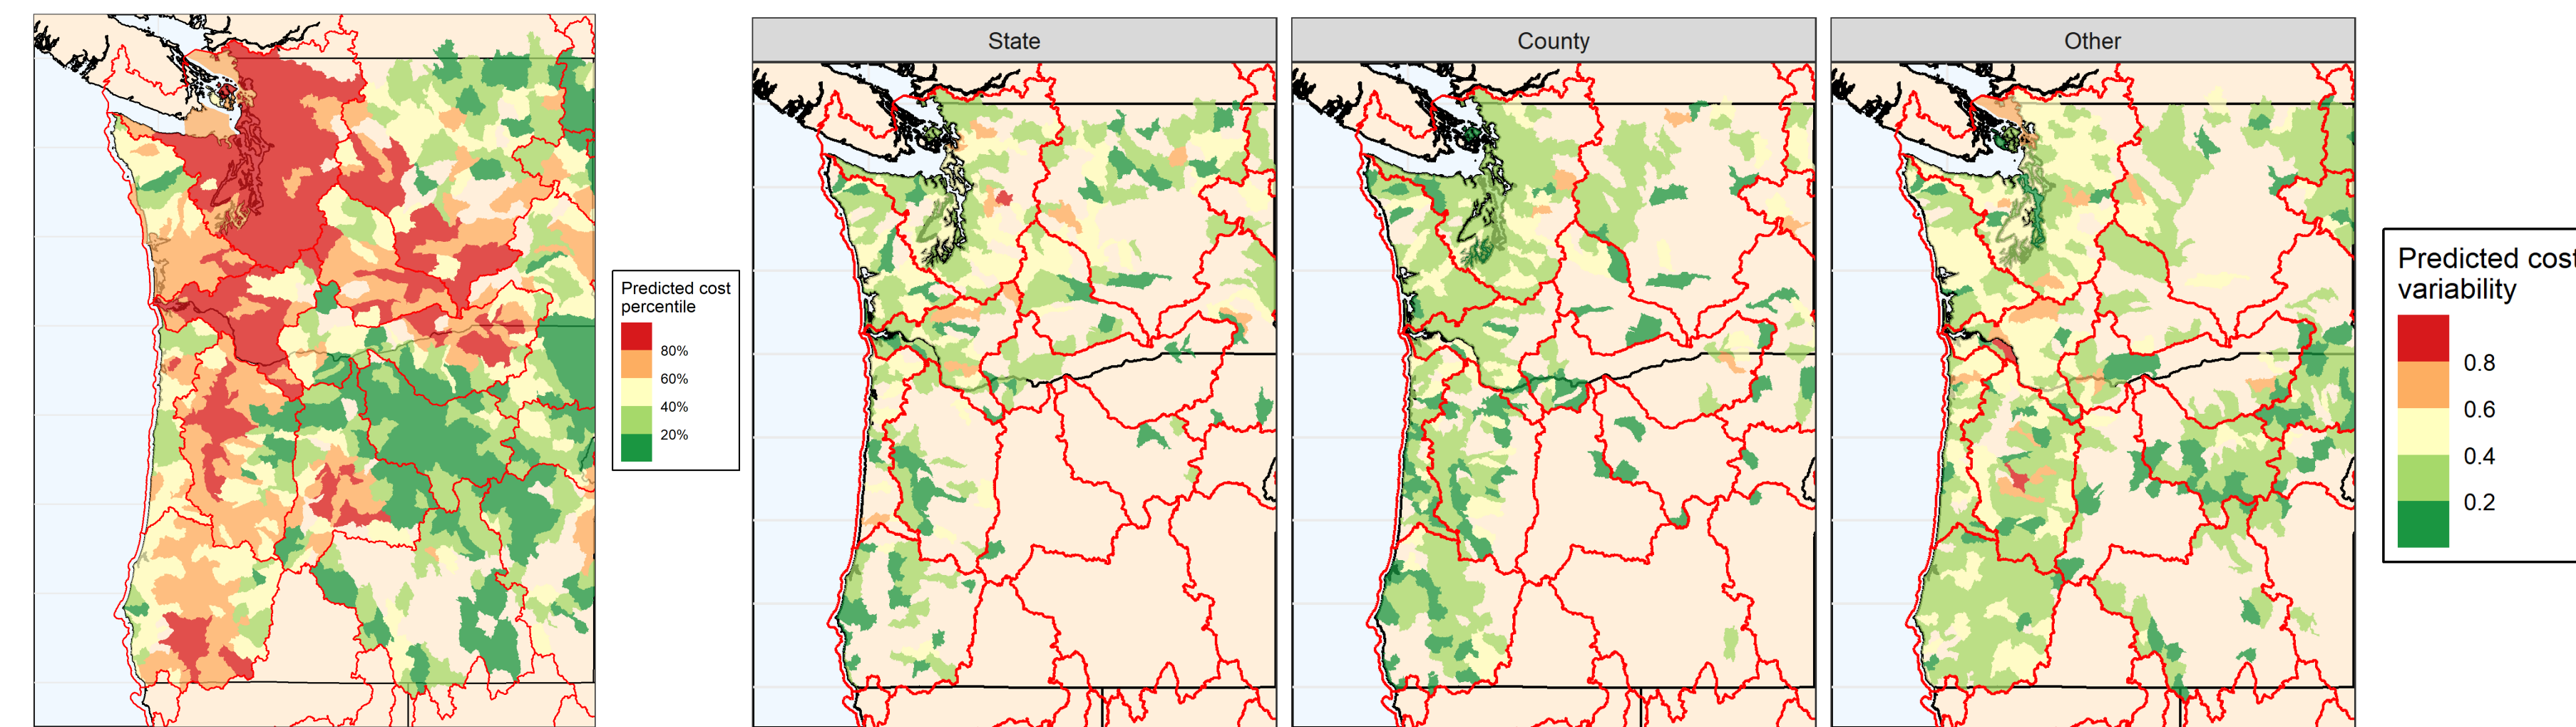 Predicted cost
percentile
80%
60%
40%
20%
State
County
Other
Predicted cost
variability
0.8
0.6
0.4
0.2